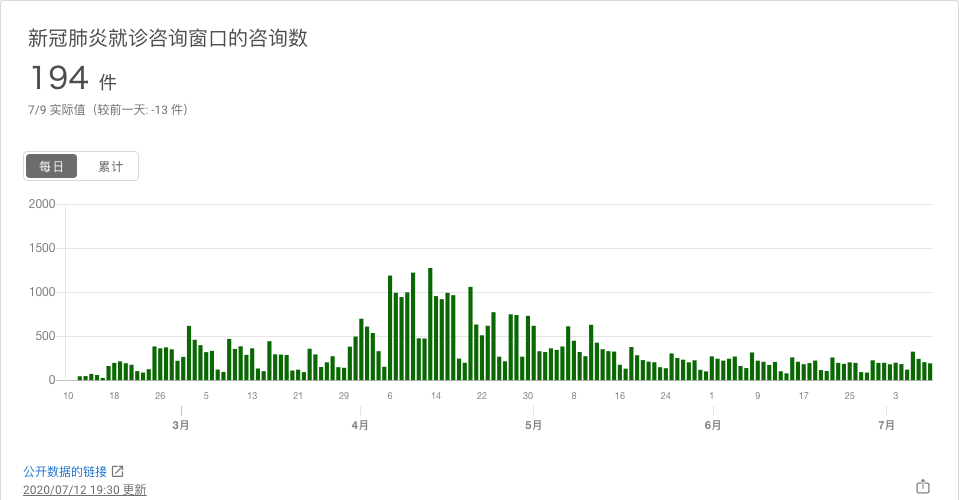 新冠肺炎就诊咨询窗口的咨询数
194 件
7/9 实际值（较前一天: -13 件）
每日 累计
2000
1500
1000
500
0
10 18 26 5 13 21 29 6 14 22 30 8 16 24 1 9 17 25 3
3月 4月 5月 6月 7月
公开数据的链接
2020/07/12 19:30 更新